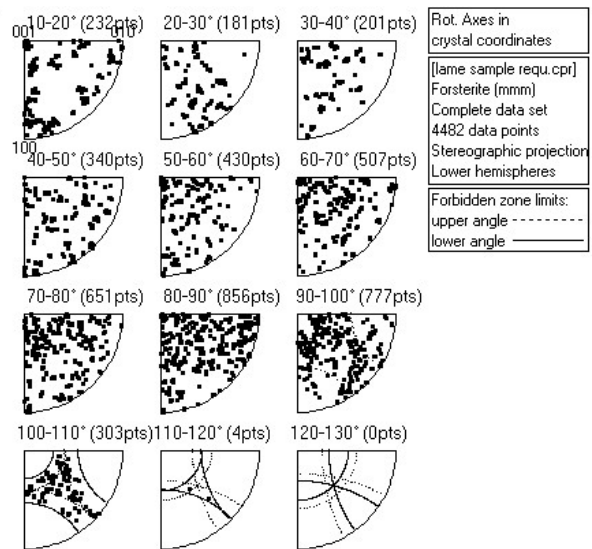 10-20° (232pts)
20-30° (181pts)
30-40° (201pts)
001
010
100
40-50° (340pts)
50-60° (430pts)
60-70° (507pts)
70-80° (651pts)
80-90° (856pts)
90-100° (777pts)
100-110° (303pts)
110-120° (4pts)
120-130° (0pts)
Rot. Axes in
crystal coordinates
[lame sample requ.cpr]
Forsterite (mmm)
Complete data set
4482 data points
Stereographic projection
Lower hemispheres
Forbidden zone limits:
upper angle
lower angle